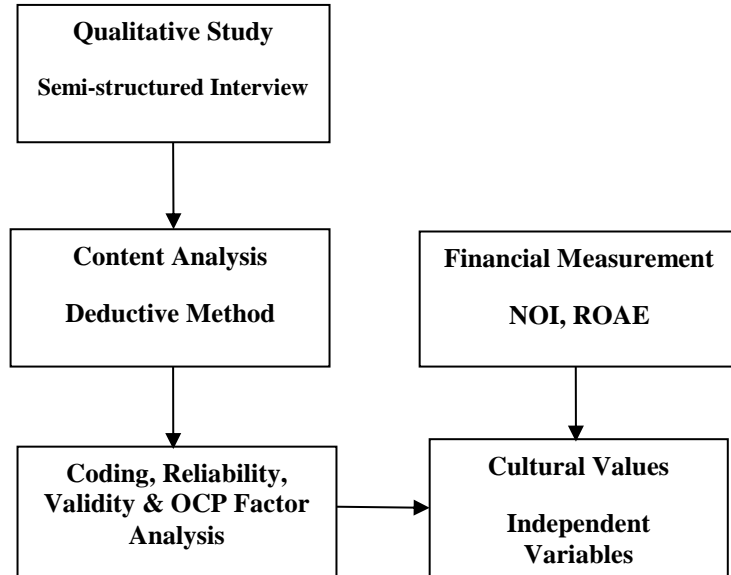 Qualitative Study
Semi-structured Interview
Content Analysis
Deductive Method
Financial Measurement
NOI, ROAE
Coding, Reliability,
Validity & OCP Factor
Analysis
Cultural Values
Independent
Variables